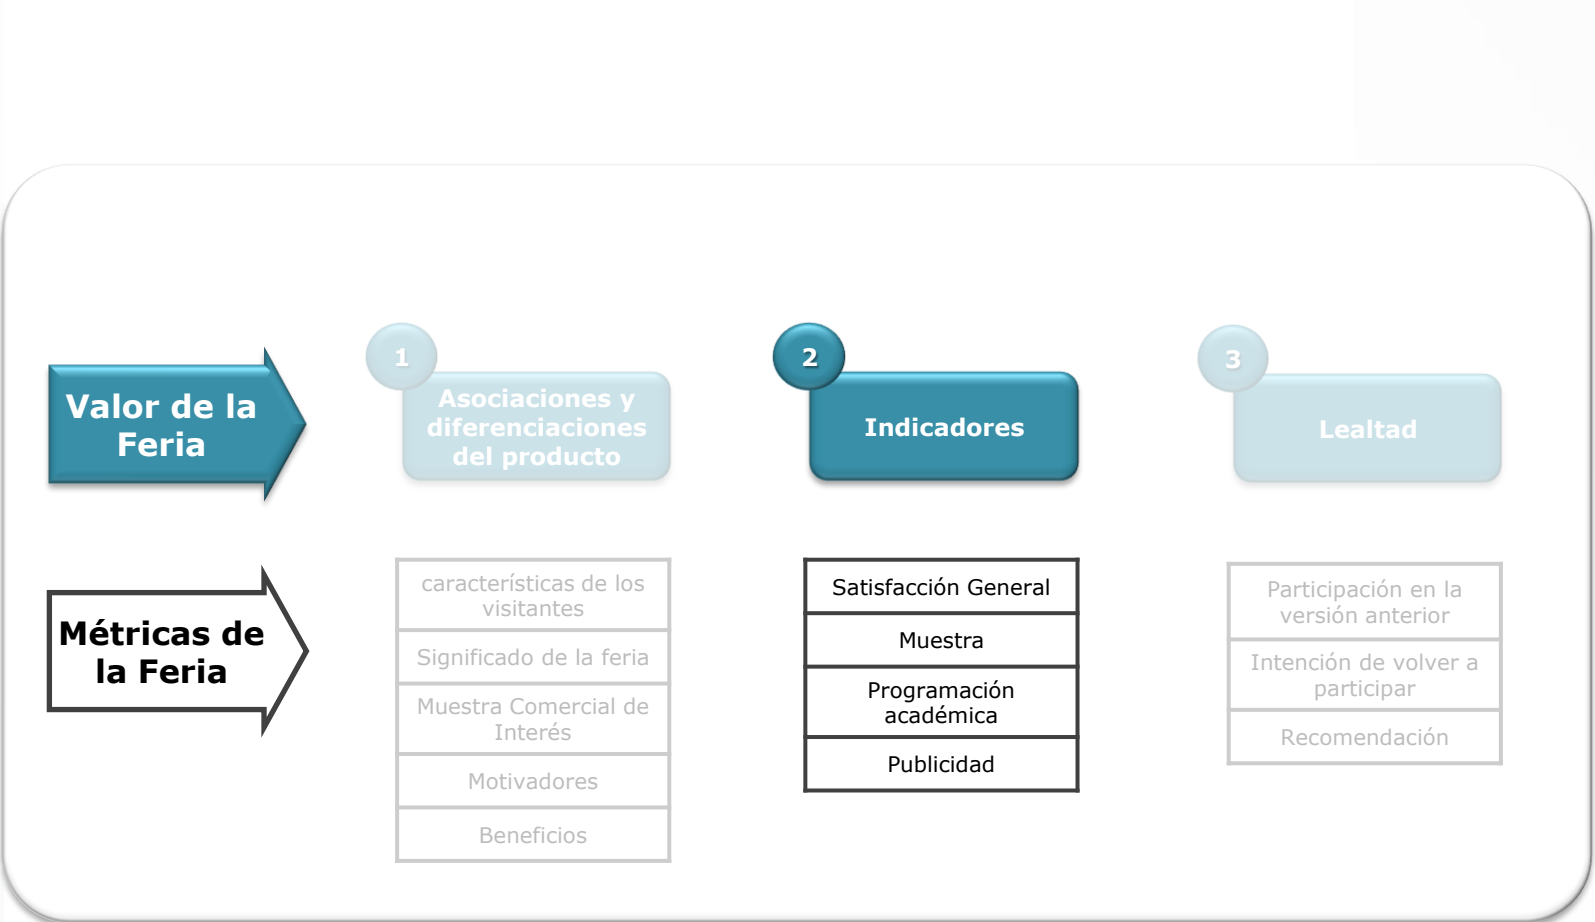 Valor de la
Feria
1
Asociaciones y
diferenciaciones
del producto
2
Indicadores
3
Lealtad
Métricas de
la Feria
características de los
visitantes
Significado de la feria
Muestra Comercial de
Interés
Motivadores
Beneficios
Satisfacción General
Muestra
Programación
académica
Publicidad
Participación en la
versión anterior
Intención de volver a
participar
Recomendación